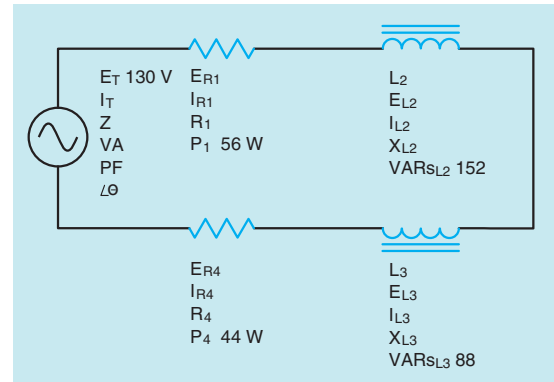 ET 130 V
IT
Z
VA
PF
∠θ
ER1
IR1
R1
P1 56 W
L2
EL2
IL2
XL2
VARsL2 152
ER4
IR4
R4
P4 44 W
L3
EL3
IL3
XL3
VARsL3 88